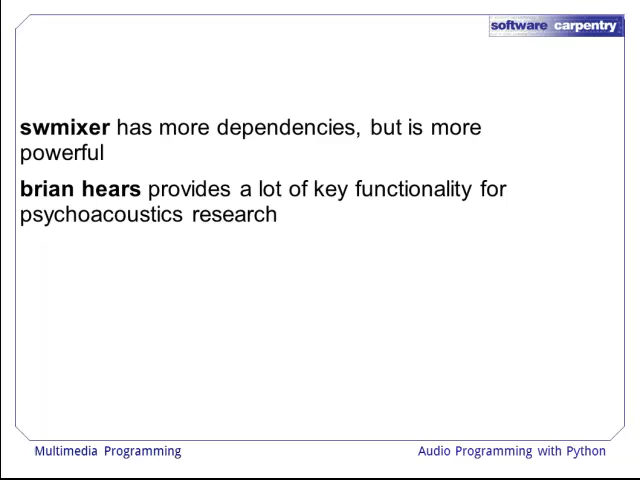 software carpentry
swmixer has more dependencies, but is more
powerful
brian hears provides a lot of key functionality for
psychoacoustics research
Multimedia Programming
Audio Programming with Python